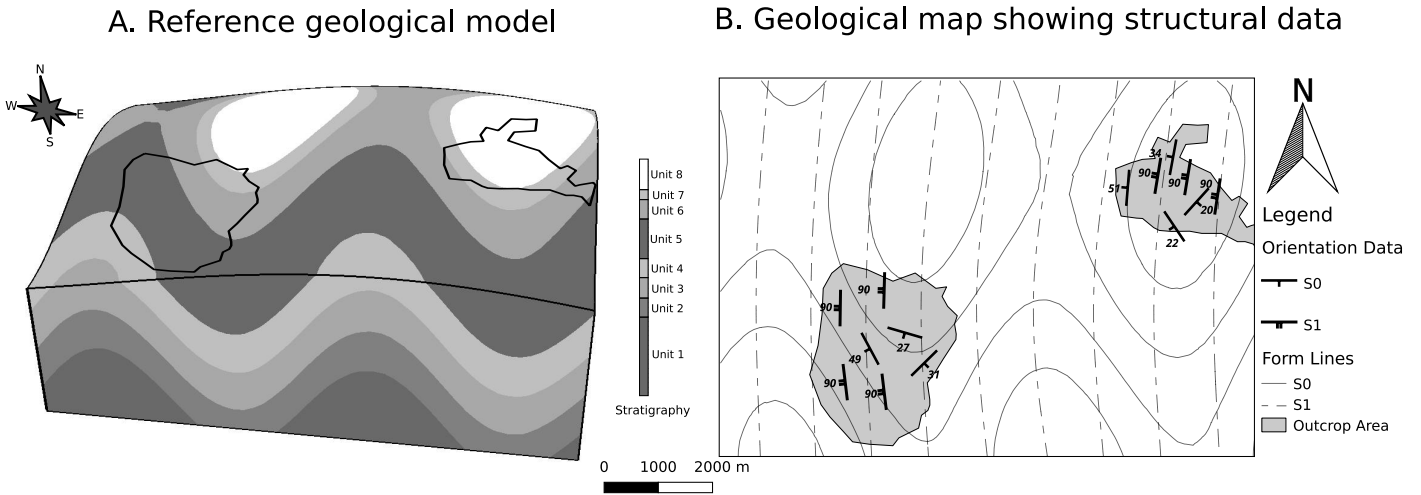 A. Reference geological model
B. Geological map showing structural data
N
W
E
S
Unit 8
Unit 7
Unit 6
Unit 5
Unit 4
Unit 3
Unit 2
Unit 1
Stratigraphy
0 1000 2000 m
34
90
90
90
51
20
22
90
90
27
49
31
90
90
N
Legend
Orientation Data
S0
S1
Form Lines
S0
S1
Outcrop Area